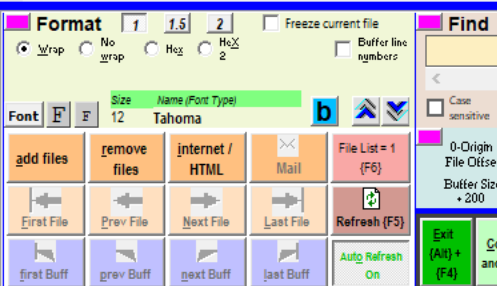 Format 1 1.5 2 Freeze current file
Wrap No wrap Hex HeX 2 Buffer line numbers
Size Name (Font Type)
Font F F 12 Tahoma b
add files remove files internet / HTML Mail File List = 1 {F6}
First File Prev File Next File Last File Refresh {F5}
first Buff prev Buff next Buff last Buff Auto Refresh On
Find
<
Case sensitive
0-Origin
File Offse
Buffer Size
+ 200
Exit {Alt} + {F4}